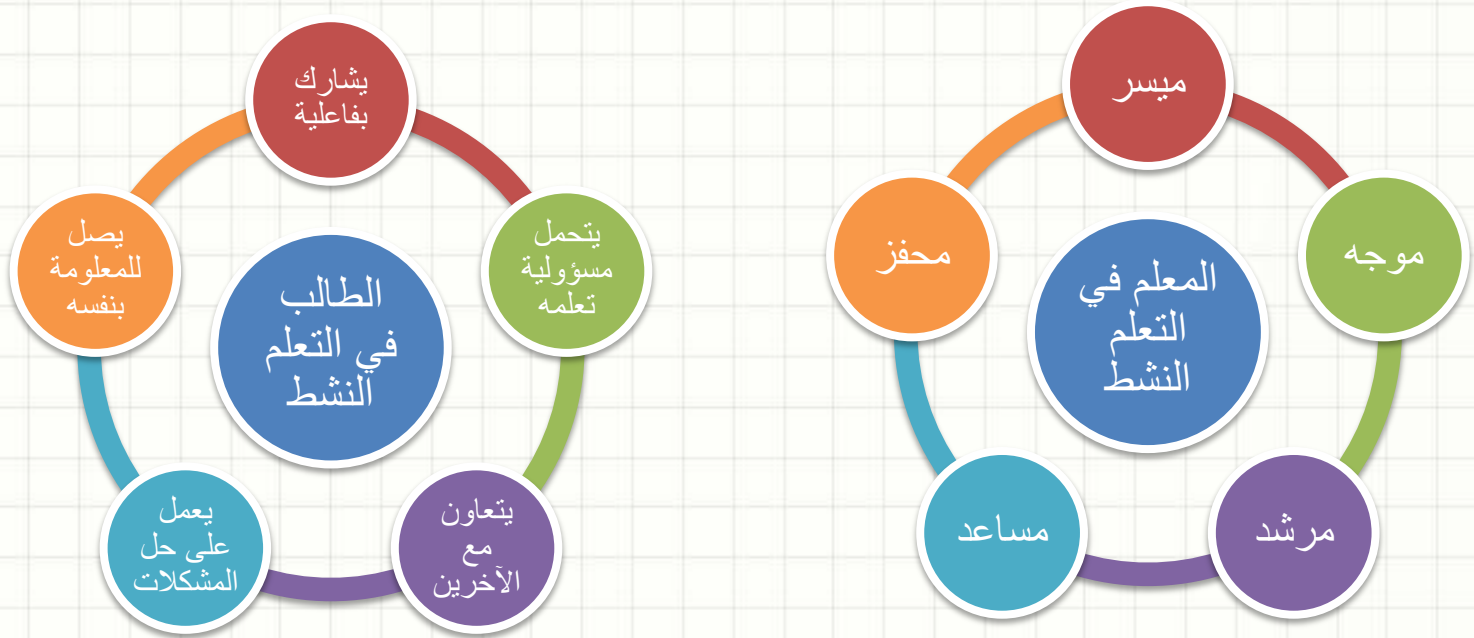 ميسر
موجه
مرشد
مساعد
محفز
المعلم في
التعلم
النشط
يشارك
بفاعلية
يتحمل
مسؤولية
تعلمه
يتعاون
مع
الآخرين
يعمل
على حل
المشكلات
يصل
للمعلومة
بنفسه
الطالب
في التعلم
النشط